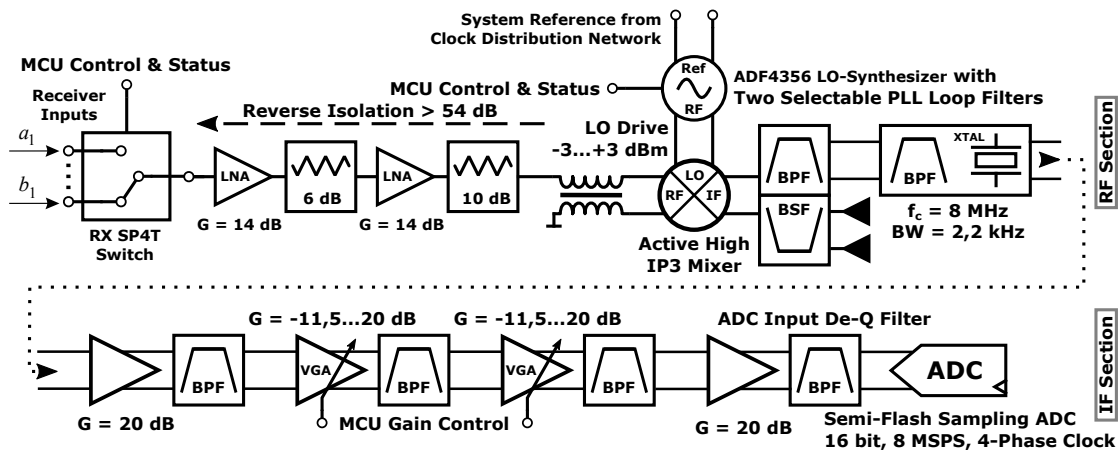 System Reference from
Clock Distribution Network
MCU Control & Status
Ref
RF
ADF4356 LO-Synthesizer with
Two Selectable PLL Loop Filters
MCU Control & Status
Receiver
Inputs
Reverse Isolation > 54 dB
LO Drive
-3...+3 dBm
a1
b1
LNA
6 dB
LNA
10 dB
G = 14 dB
G = 14 dB
RX SP4T
Switch
LO
RF
IF
Active High
IP3 Mixer
BPF
BSF
BPF
XTAL
fc = 8 MHz
BW = 2,2 kHz
RF Section
G = -11,5...20 dB
G = -11,5...20 dB
ADC Input De-Q Filter
BPF
VGA
BPF
VGA
BPF
BPF
ADC
G = 20 dB
MCU Gain Control
G = 20 dB
Semi-Flash Sampling ADC
16 bit, 8 MSPS, 4-Phase Clock
IF Section